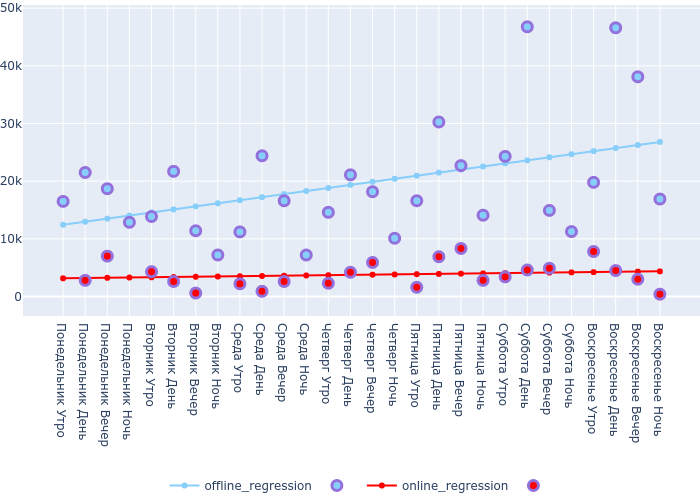 50k
40k
30k
20k
10k
0
Понедельник Утро
Понедельник День
Понедельник Вечер
Понедельник Ночь
Вторник Утро
Вторник День
Вторник Вечер
Вторник Ночь
Среда Утро
Среда День
Среда Вечер
Среда Ночь
Четверг Утро
Четверг День
Четверг Вечер
Четверг Ночь
Пятница Утро
Пятница День
Пятница Вечер
Пятница Ночь
Суббота Утро
Суббота День
Суббота Вечер
Суббота Ночь
Воскресенье Утро
Воскресенье День
Воскресенье Вечер
Воскресенье Ночь
offline_regression online_regression